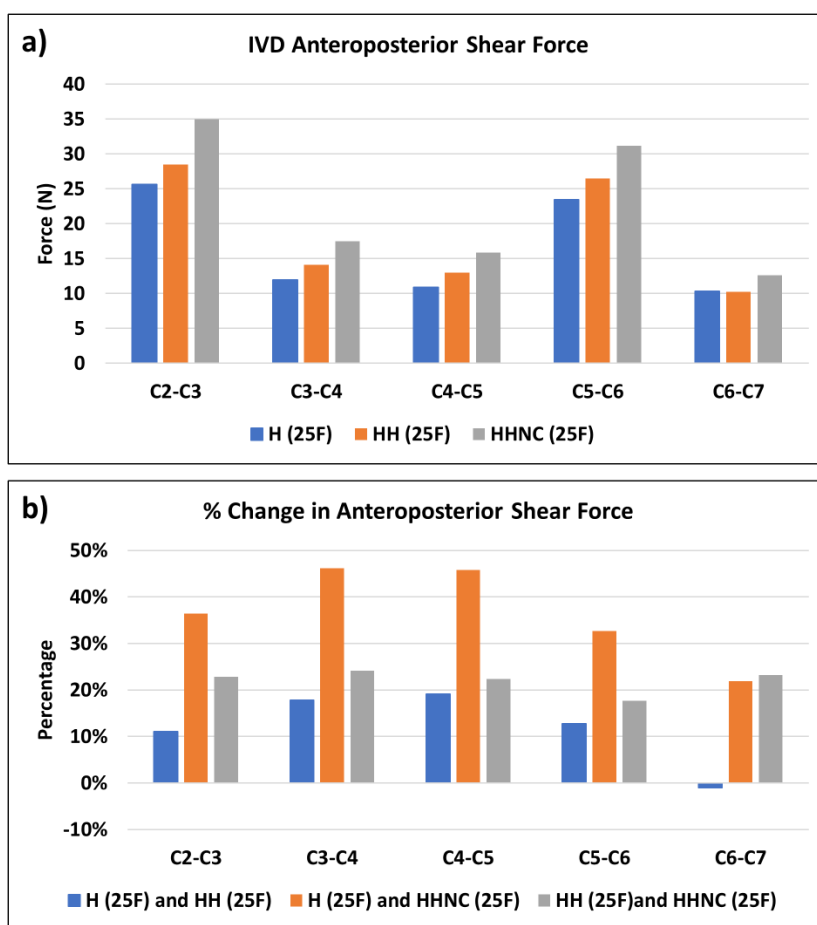 a)
IVD Anteroposterior Shear Force
Force (N)
40
35
30
25
20
15
10
5
0
C2-C3 C3-C4 C4-C5 C5-C6 C6-C7
H (25F) HH (25F) HHNC (25F)
b)
% Change in Anteroposterior Shear Force
Percentage
50%
40%
30%
20%
10%
0%
-10%
C2-C3 C3-C4 C4-C5 C5-C6 C6-C7
H (25F) and HH (25F) H (25F) and HHNC (25F) HH (25F)and HHNC (25F)